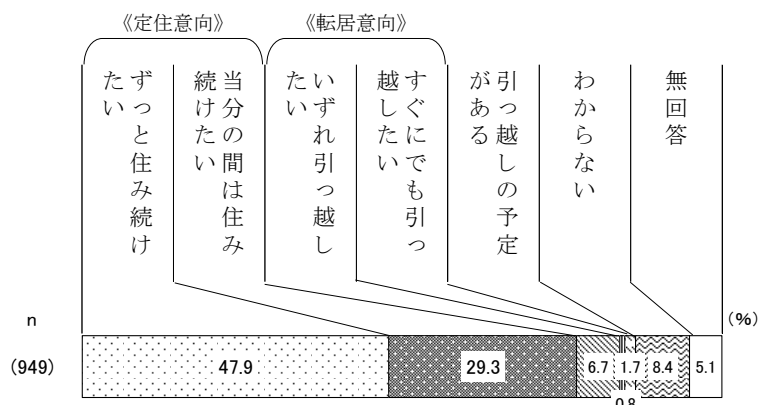 《定住意向》
《転居意向》
ずっと住み続け
たい
当分の間は住み
続けたい
いずれ引っ越し
たい
すぐにでも引っ
越したい
引っ越しの予定
がある
わからない
無回答
n
(%)
(949)
47.9
29.3
6.7
1.7
8.4
5.1
0.8